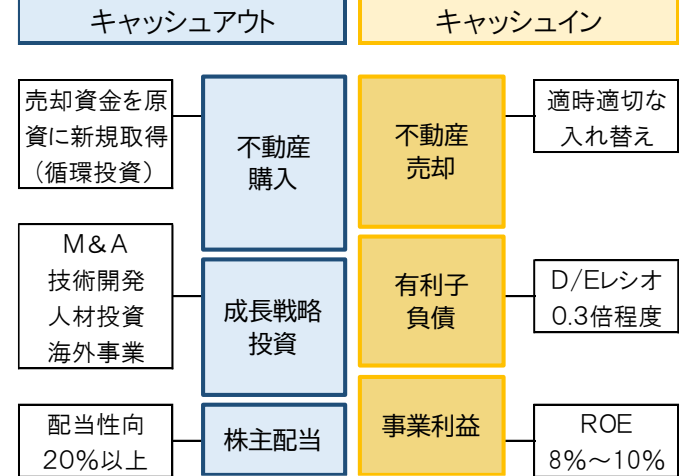 キャッシュアウト
キャッシュイン
売却資金を原
資に新規取得
（循環投資）
不動産
購入
不動産
売却
適時適切な
入れ替え
M&A
技術開発
人材投資
海外事業
成長戦略
投資
有利子
負債
D/Eレシオ
0.3倍程度
配当性向
20%以上
株主配当
事業利益
ROE
8%～10%